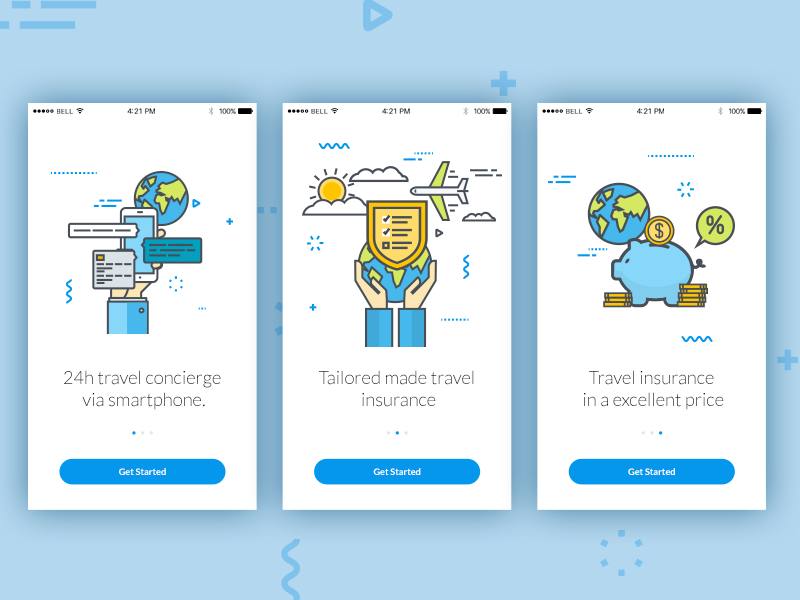 BELL 4:21 PM 100%
24h travel concierge
via smartphone.
Get Started
BELL 4:21 PM 100%
Tailored made travel
insurance
Get Started
BELL 4:21 PM 100%
$ %
Travel insurance
in a excellent price
Get Started